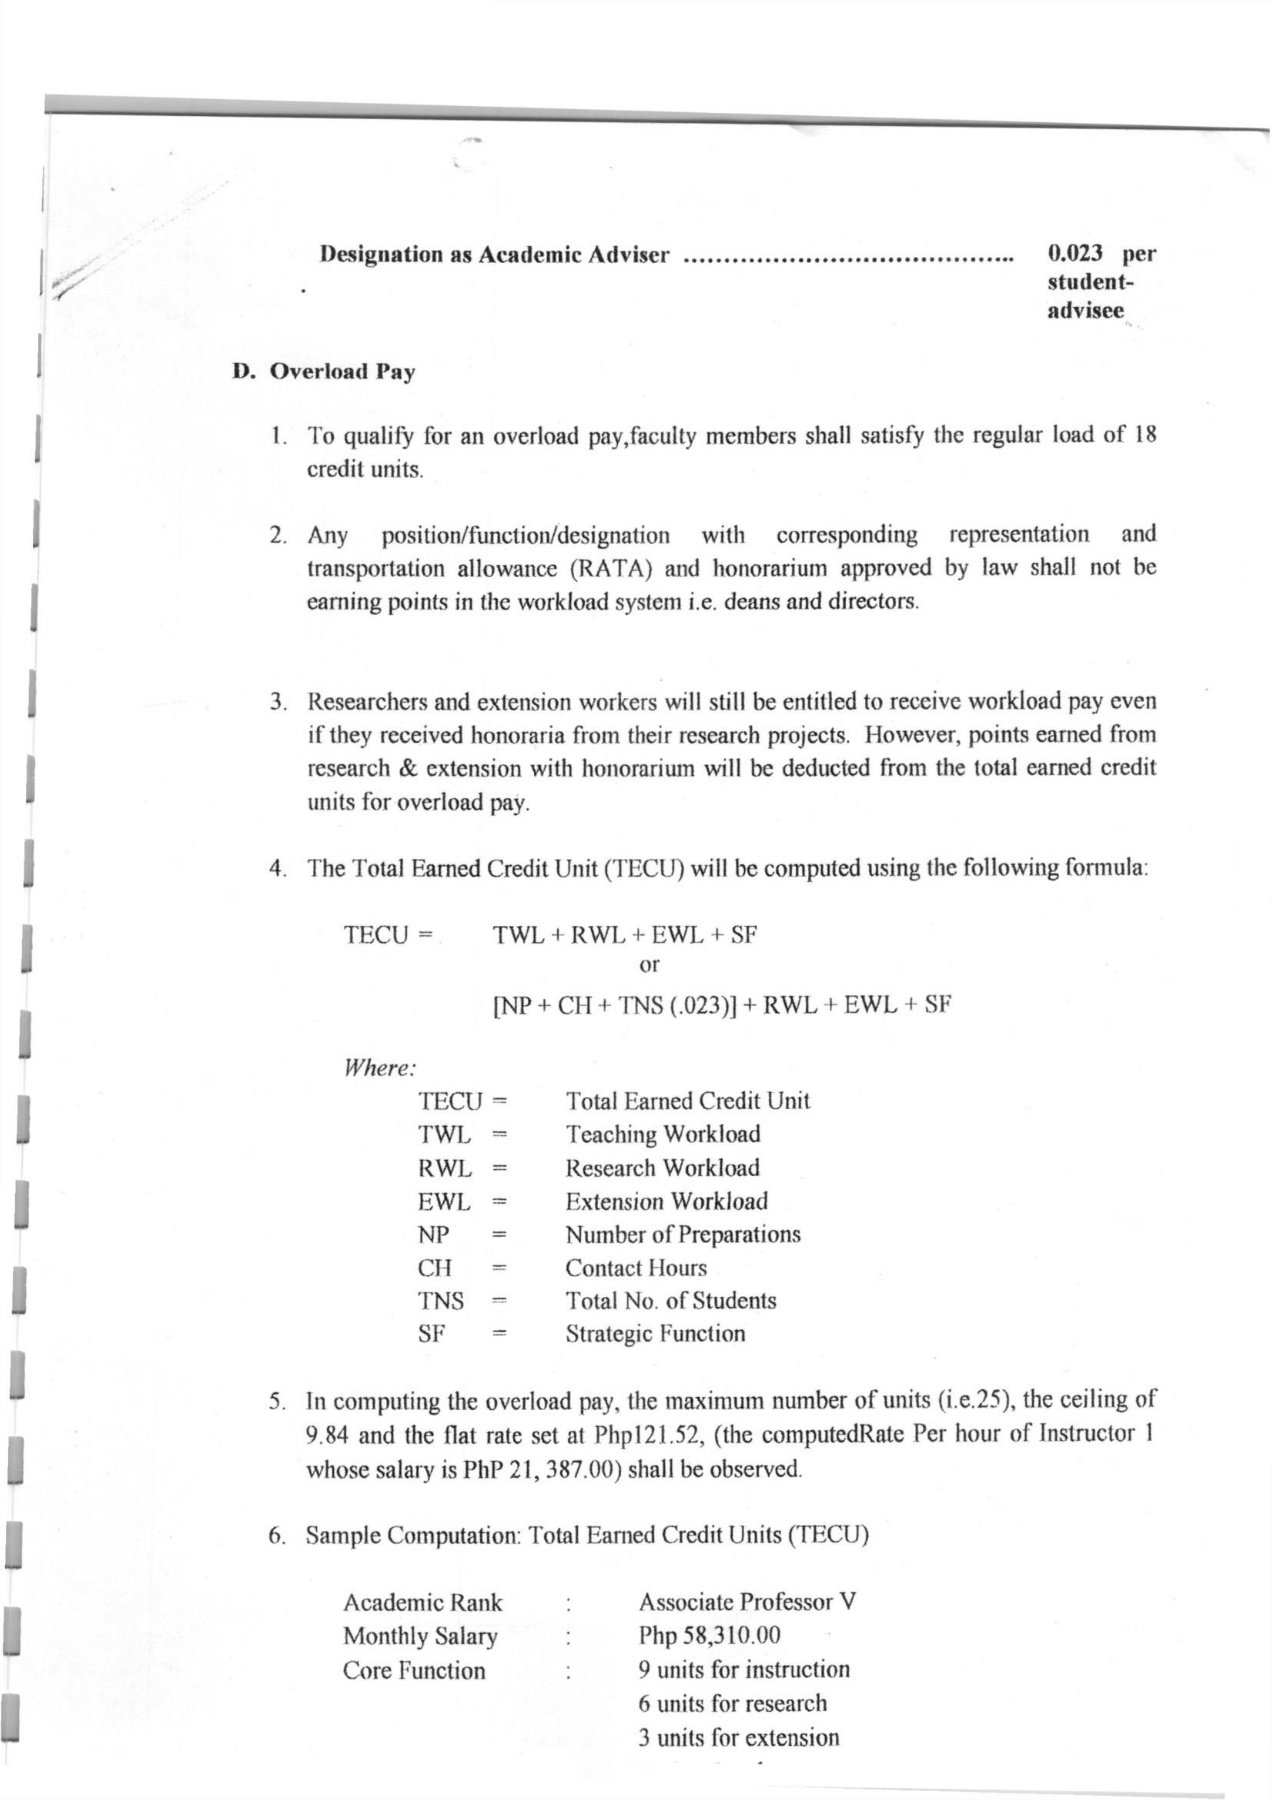 Designation as Academic Adviser .......................................... 0.023 per
student-
advisee
D. Overload Pay
1. To qualify for an overload pay,faculty members shall satisfy the regular load of 18
credit units.
2. Any position/function/designation with corresponding representation and
transportation allowance (RATA) and honorarium approved by law shall not be
earning points in the workload system i.e. deans and directors.
3. Researchers and extension workers will still be entitled to receive workload pay even
if they received honoraria from their research projects. However, points earned from
research & extension with honorarium will be deducted from the total earned credit
units for overload pay.
4. The Total Earned Credit Unit (TECU) will be computed using the following formula:
TECU = TWL + RWL + EWL + SF
or
[NP + CH + TNS (.023)] + RWL + EWL + SF
Where:
TECU = Total Earned Credit Unit
TWL = Teaching Workload
RWL = Research Workload
EWL = Extension Workload
NP = Number of Preparations
CH = Contact Hours
TNS = Total No. of Students
SF = Strategic Function
5. In computing the overload pay, the maximum number of units (i.e.25), the ceiling of
9.84 and the flat rate set at Php121.52, (the computedRate Per hour of Instructor 1
whose salary is PhP 21, 387.00) shall be observed.
6. Sample Computation: Total Earned Credit Units (TECU)
Academic Rank : Associate Professor V
Monthly Salary : Php 58,310.00
Core Function : 9 units for instruction
6 units for research
3 units for extension